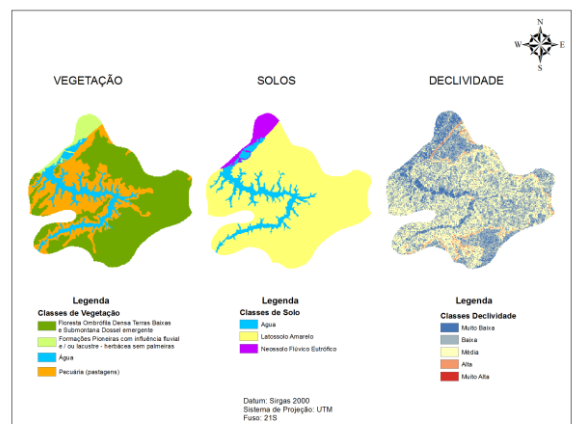 N
W E
S
VEGETAÇÃO
SOLOS
DECLIVIDADE
Legenda
Classes de Vegetação
Floresta Ombrófila Densa Terras Baixas
e Submontana Dossel emergente
Formações Pioneiras com influência fluvial
e / ou lacustre - herbácea sem palmeiras
Água
Pecuária (pastagens)
Legenda
Classes de Solo
Agua
Latossolo Amarelo
Neossolo Flúvico Eutrófico
Legenda
Classes Declividade
Muito Baixa
Baixa
Média
Alta
Muito Alta
Datum: Sirgas 2000
Sistema de Projeção: UTM
Fuso: 21S